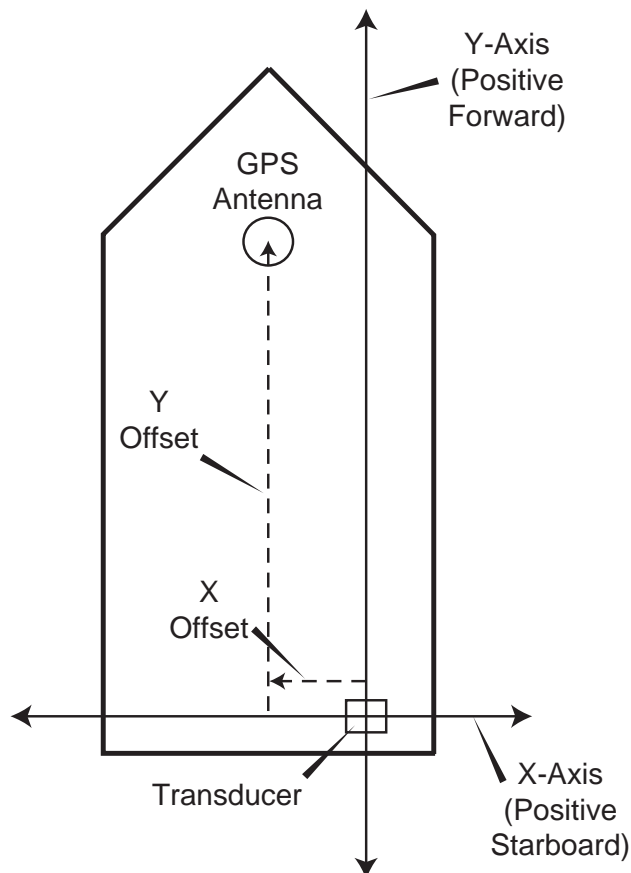 Y-Axis
(Positive
Forward)
GPS
Antenna
Y
Offset
X
Offset
Transducer
X-Axis
(Positive
Starboard)